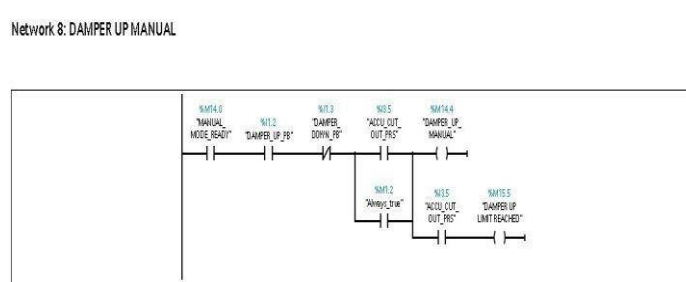 Network 8: DAMPER UP MANUAL
%M14.0
"MANUAL_
MODE_READY"
%I1.2
"DAMPER_UP_PB"
%I1.3
"DAMPER_
DOWN_PB"
%I3.5
"ACCU_CUT_
OUT_PRS"
%M14.4
"DAMPER_UP_
MANUAL"
%M1.2
"Always_true"
%I3.5
"ACCU_CUT_
OUT_PRS"
%M15.5
"DAMPER UP
LIMIT REACHED"